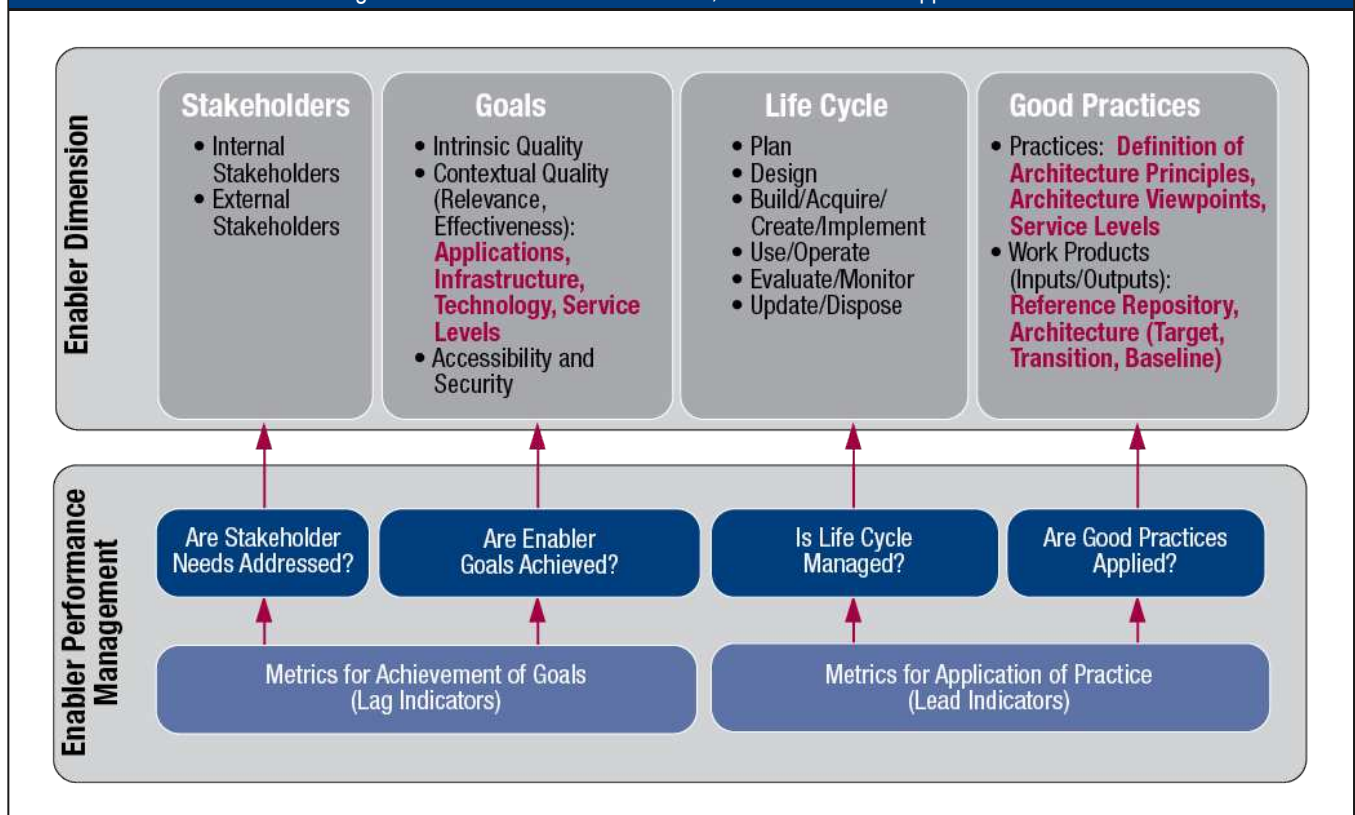 Enabler Dimension
Stakeholders
• Internal
Stakeholders
• External
Stakeholders
Goals
• Intrinsic Quality
• Contextual Quality
(Relevance,
Effectiveness):
Applications,
Infrastructure,
Technology, Service
Levels
• Accessibility and
Security
Life Cycle
• Plan
• Design
• Build/Acquire/
Create/Implement
• Use/Operate
• Evaluate/Monitor
• Update/Dispose
Good Practices
• Practices: Definition of
Architecture Principles,
Architecture Viewpoints,
Service Levels
• Work Products
(Inputs/Outputs):
Reference Repository,
Architecture (Target,
Transition, Baseline)
Enabler Performance
Management
Are Stakeholder
Needs Addressed?
Are Enabler
Goals Achieved?
Is Life Cycle
Managed?
Are Good Practices
Applied?
Metrics for Achievement of Goals
(Lag Indicators)
Metrics for Application of Practice
(Lead Indicators)